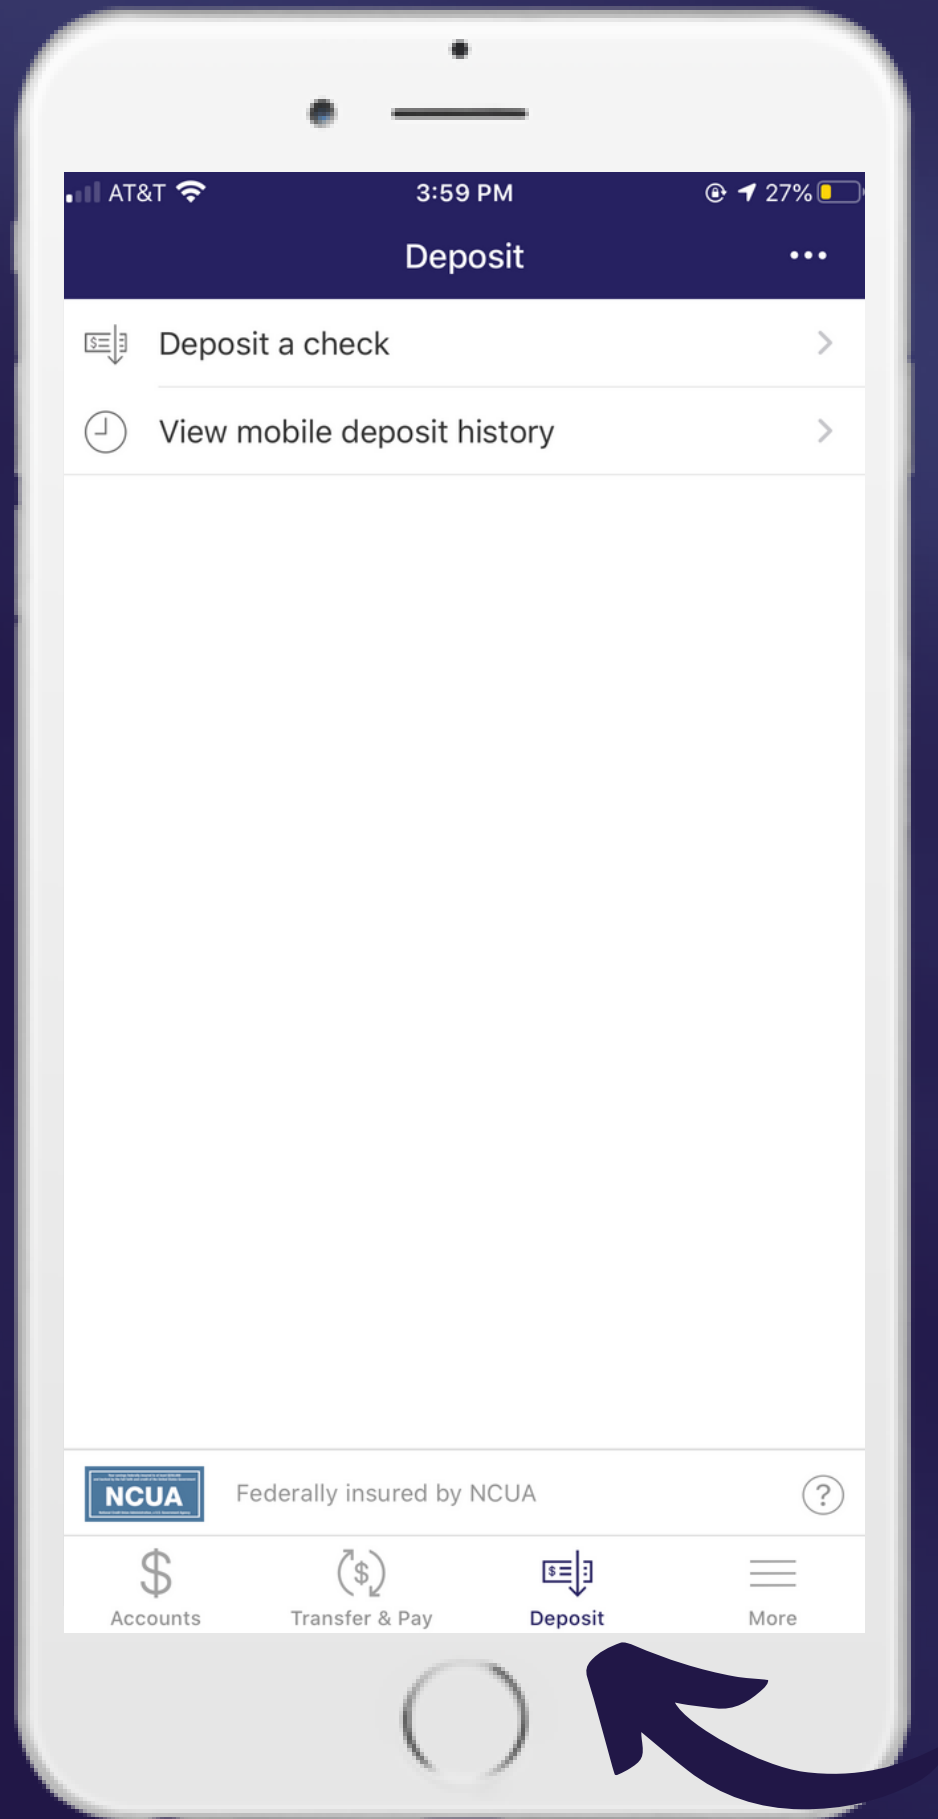 AT&T 3:59 PM 27%
Deposit
Deposit a check
View mobile deposit history
NCUA
Federally insured by NCUA
?
$ $ $
Accounts Transfer & Pay Deposit More